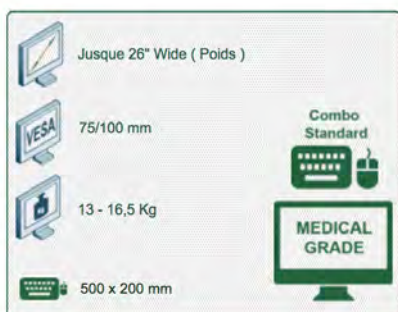 Jusque 26" Wide ( Poids )
VESA
75/100 mm
13 - 16,5 Kg
500 x 200 mm
Combo
Standard
MEDICAL
GRADE